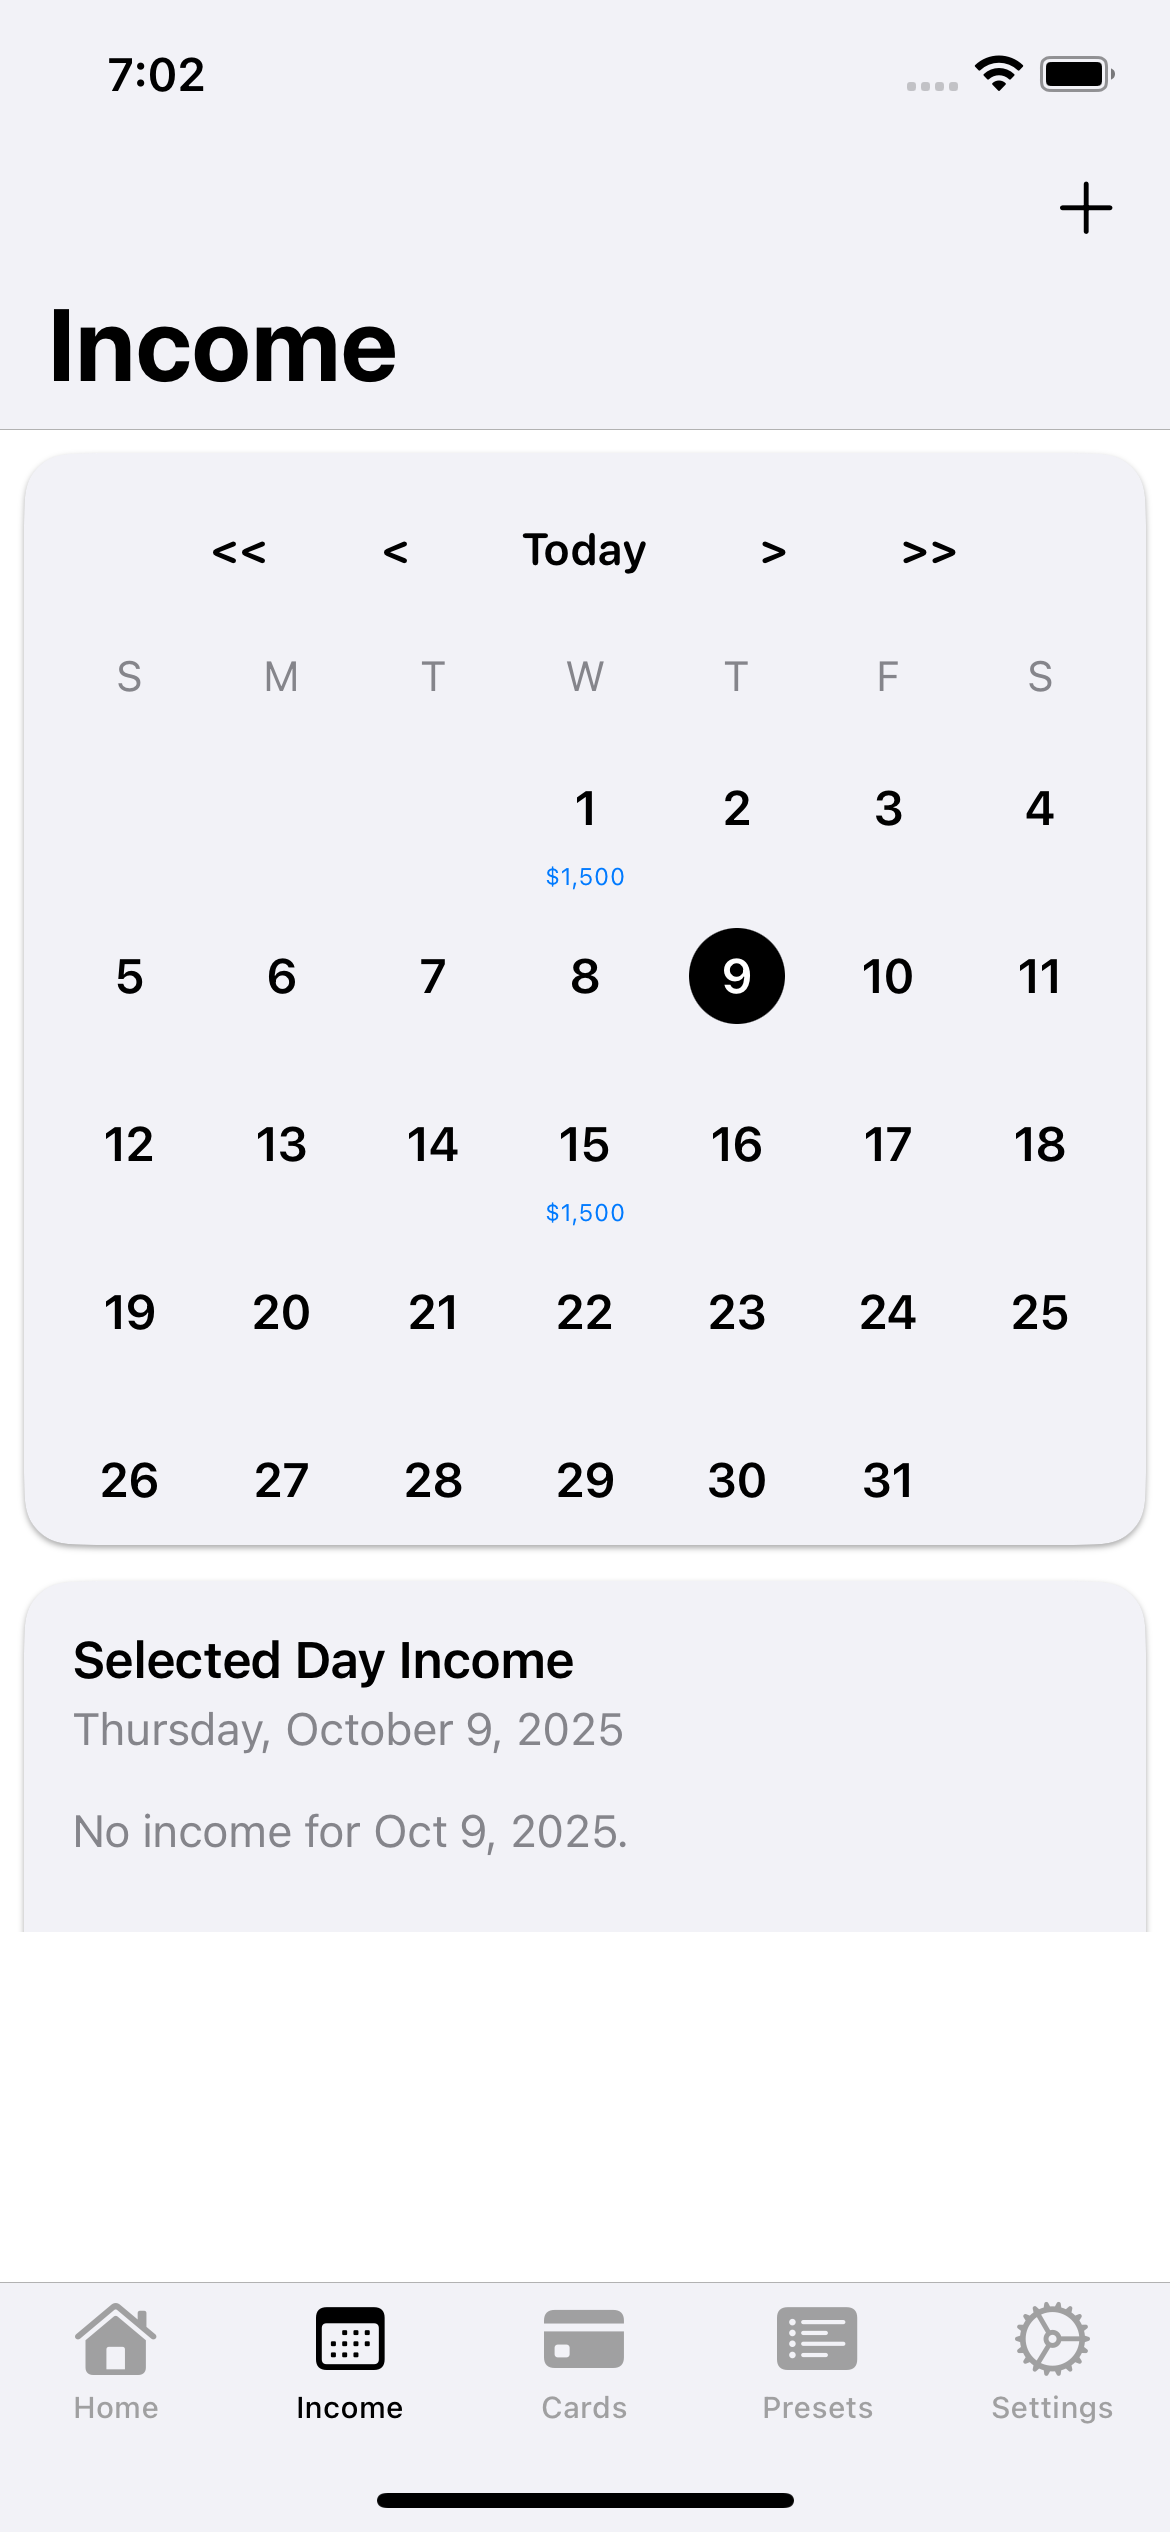 7:02
+
Income
<< < Today > >>
S M T W T F S
1 2 3 4
$1,500
5 6 7 8 9 10 11
12 13 14 15 16 17 18
$1,500
19 20 21 22 23 24 25
26 27 28 29 30 31
Selected Day Income
Thursday, October 9, 2025
No income for Oct 9, 2025.
Home Income Cards Presets Settings